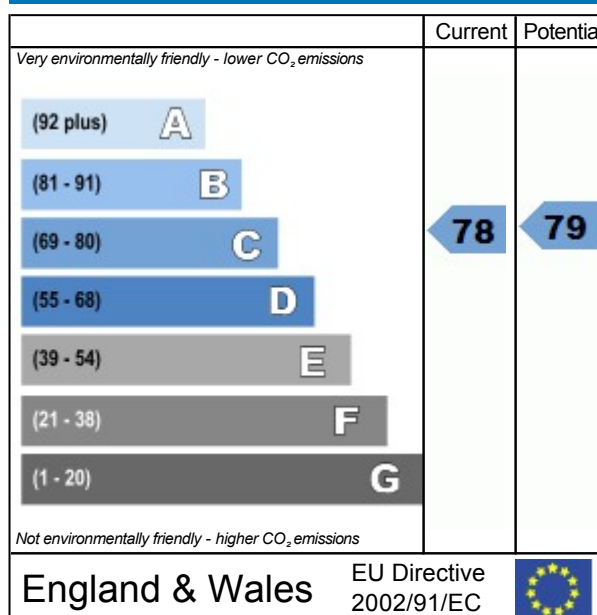 Current Potentia
Very environmentally friendly - lower CO₂ emissions
(92 plus) A
(81 - 91) B
(69 - 80) C
78 79
(55 - 68) D
(39 - 54) E
(21 - 38) F
(1 - 20) G
Not environmentally friendly - higher CO₂ emissions
England & Wales
EU Directive
2002/91/EC